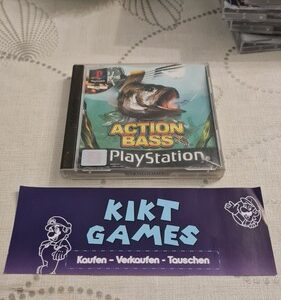 ACTION
BASS
PlayStation
KIKT
GAMES
Kaufen - Verkaufen - Tauschen